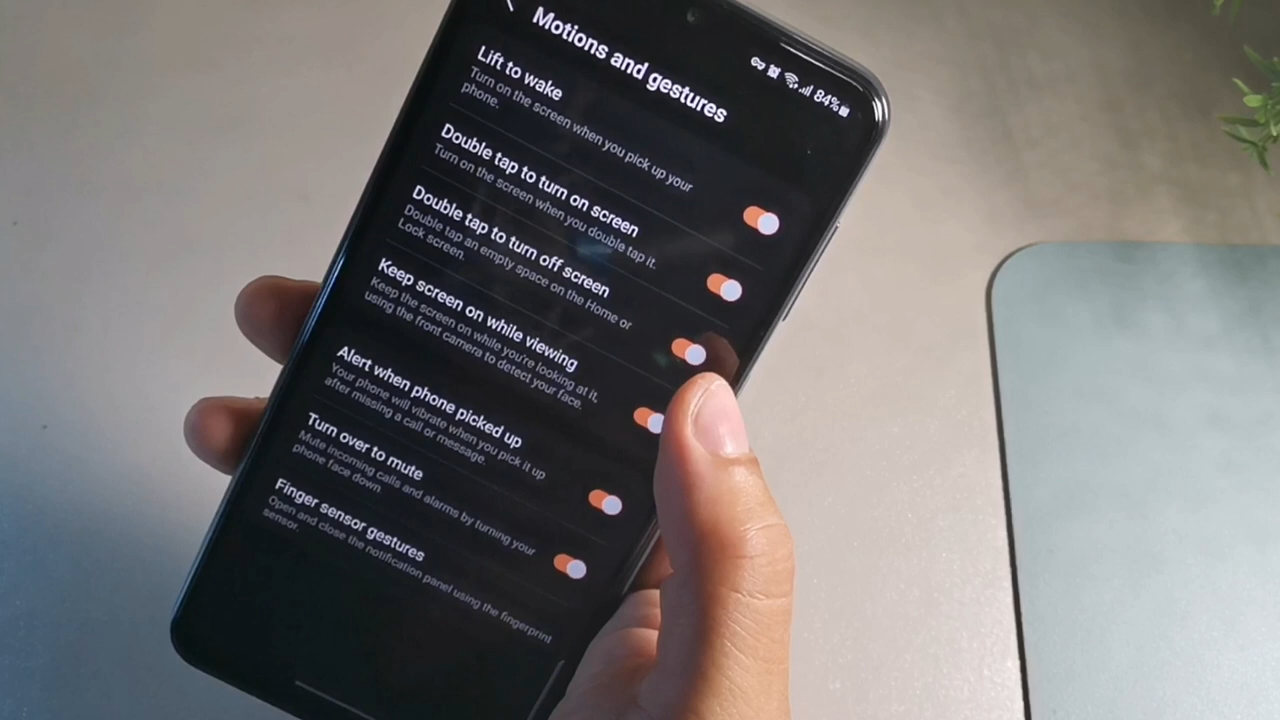 Motions and gestures
84%
Lift to wake
Turn on the screen when you pick up your
phone.
Double tap to turn on screen
Turn on the screen when you double tap it.
Double tap to turn off screen
Double tap an empty space on the Home or
Lock screen.
Keep screen on while viewing
Keep the screen on while you're looking at it,
using the front camera to detect your face.
Alert when phone picked up
Your phone will vibrate when you pick it up
after missing a call or message.
Turn over to mute
Mute incoming calls and alarms by turning your
phone face down
Finger sensor gestures
Open and close the notification panel using the fingerprint
sensor.